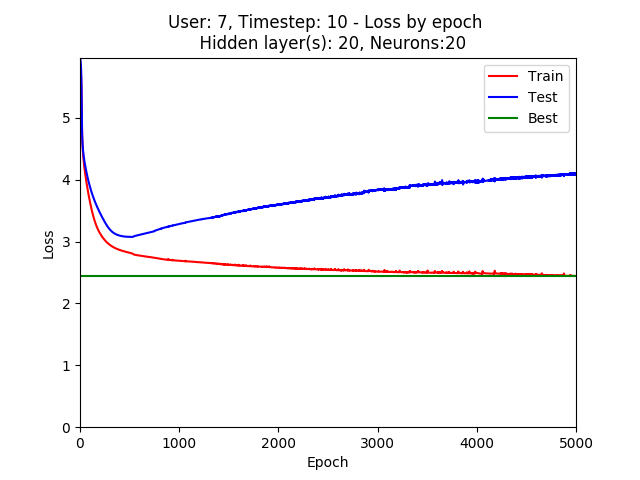 User: 7, Timestep: 10 - Loss by epoch
Hidden layer(s): 20, Neurons:20
Train
Test
Best
5
4
3
2
1
0
Loss
0 1000 2000 3000 4000 5000
Epoch